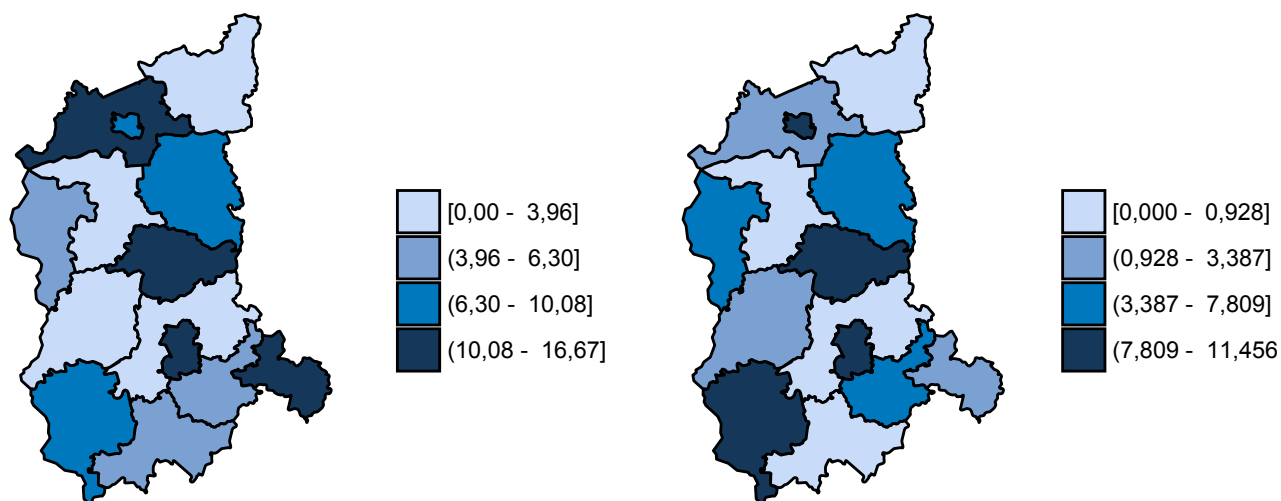 [0,00 - 3,96]
(3,96 - 6,30]
(6,30 - 10,08]
(10,08 - 16,67]
[0,000 - 0,928]
(0,928 - 3,387]
(3,387 - 7,809]
(7,809 - 11,456